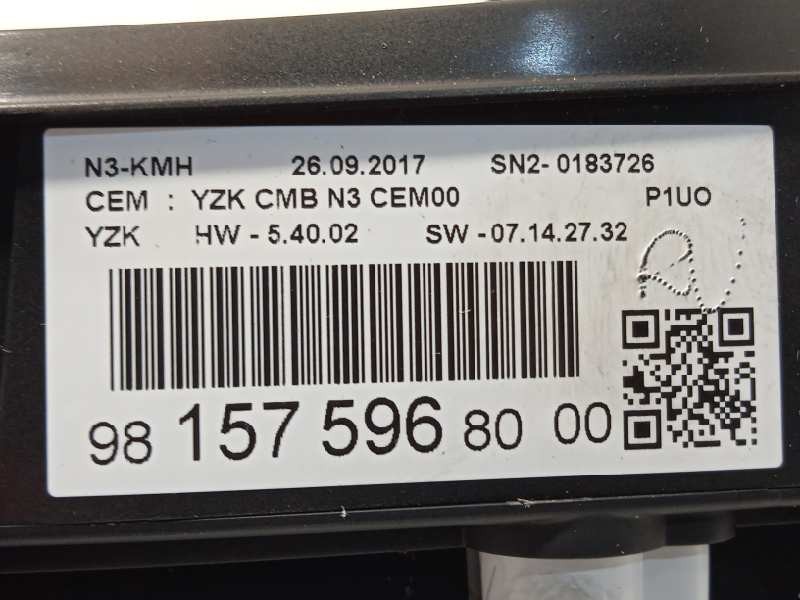 N3-KMH 26.09.2017 SN2- 0183726
CEM : YZK CMB N3 CEM00 P1UO
YZK HW - 5.40.02 SW -07.14.27.32
98 157 596 80 00